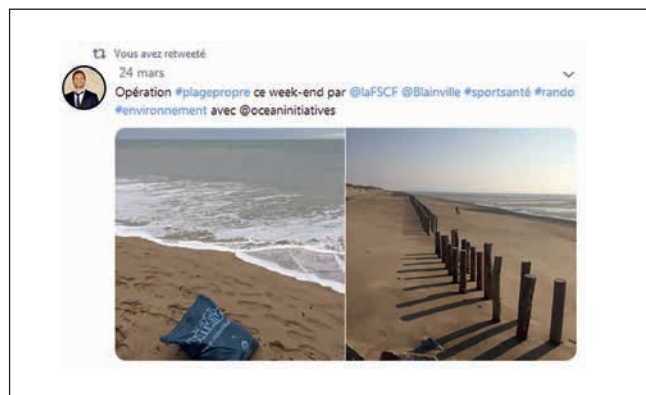 Vous avez retweeté
24 mars
Opération #plagepropre ce week-end par @laFSCF @Blainville #sportsanté #rando
#environnement avec @oceaninitiatives